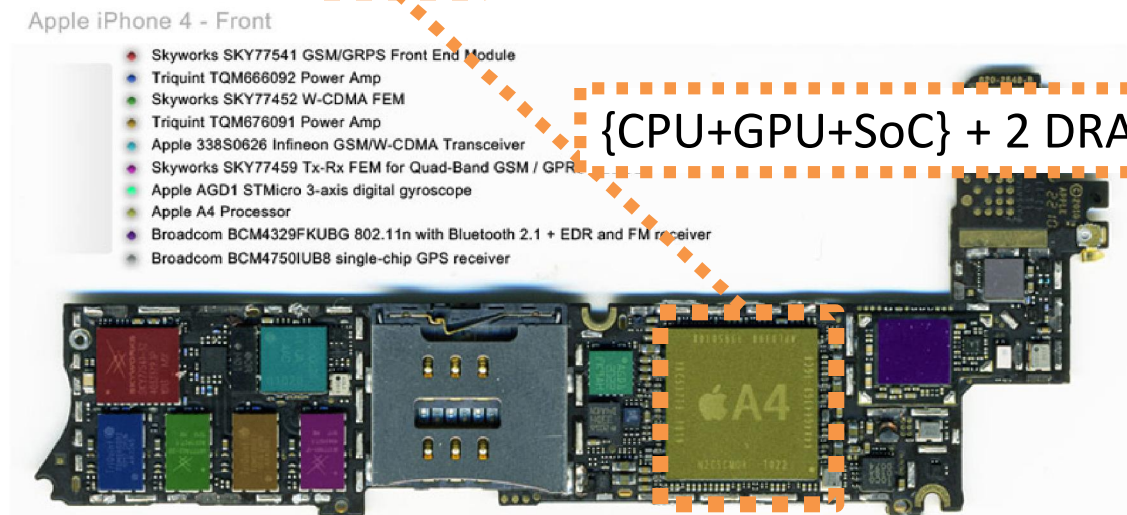 Apple iPhone 4 - Front
Skyworks SKY77541 GSM/GRPS Front End Module
Triquint TQM666092 Power Amp
Skyworks SKY77452 W-CDMA FEM
Triquint TQM676091 Power Amp
Apple 338S0626 Infineon GSM/W-CDMA Transceiver
Skyworks SKY77459 Tx-Rx FEM for Quad-Band GSM / GPR
Apple AGD1 STMicro 3-axis digital gyroscope
Apple A4 Processor
Broadcom BCM4329FKUBG 802.11n with Bluetooth 2.1 + EDR and FM receiver
Broadcom BCM4750IUB8 single-chip GPS receiver
{CPU+GPU+SoC} + 2 DRA
A4